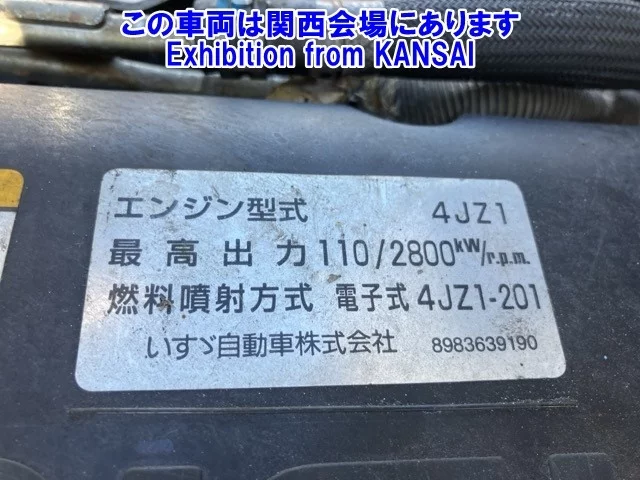 この車両は関西会場にあります
Exhibition from KANSAI
エンジン型式 4JZ1
最高出力 110/2800kW/r.p.m.
燃料噴射方式 電子式 4JZ1-201
いすゞ自動車株式会社 8983639190